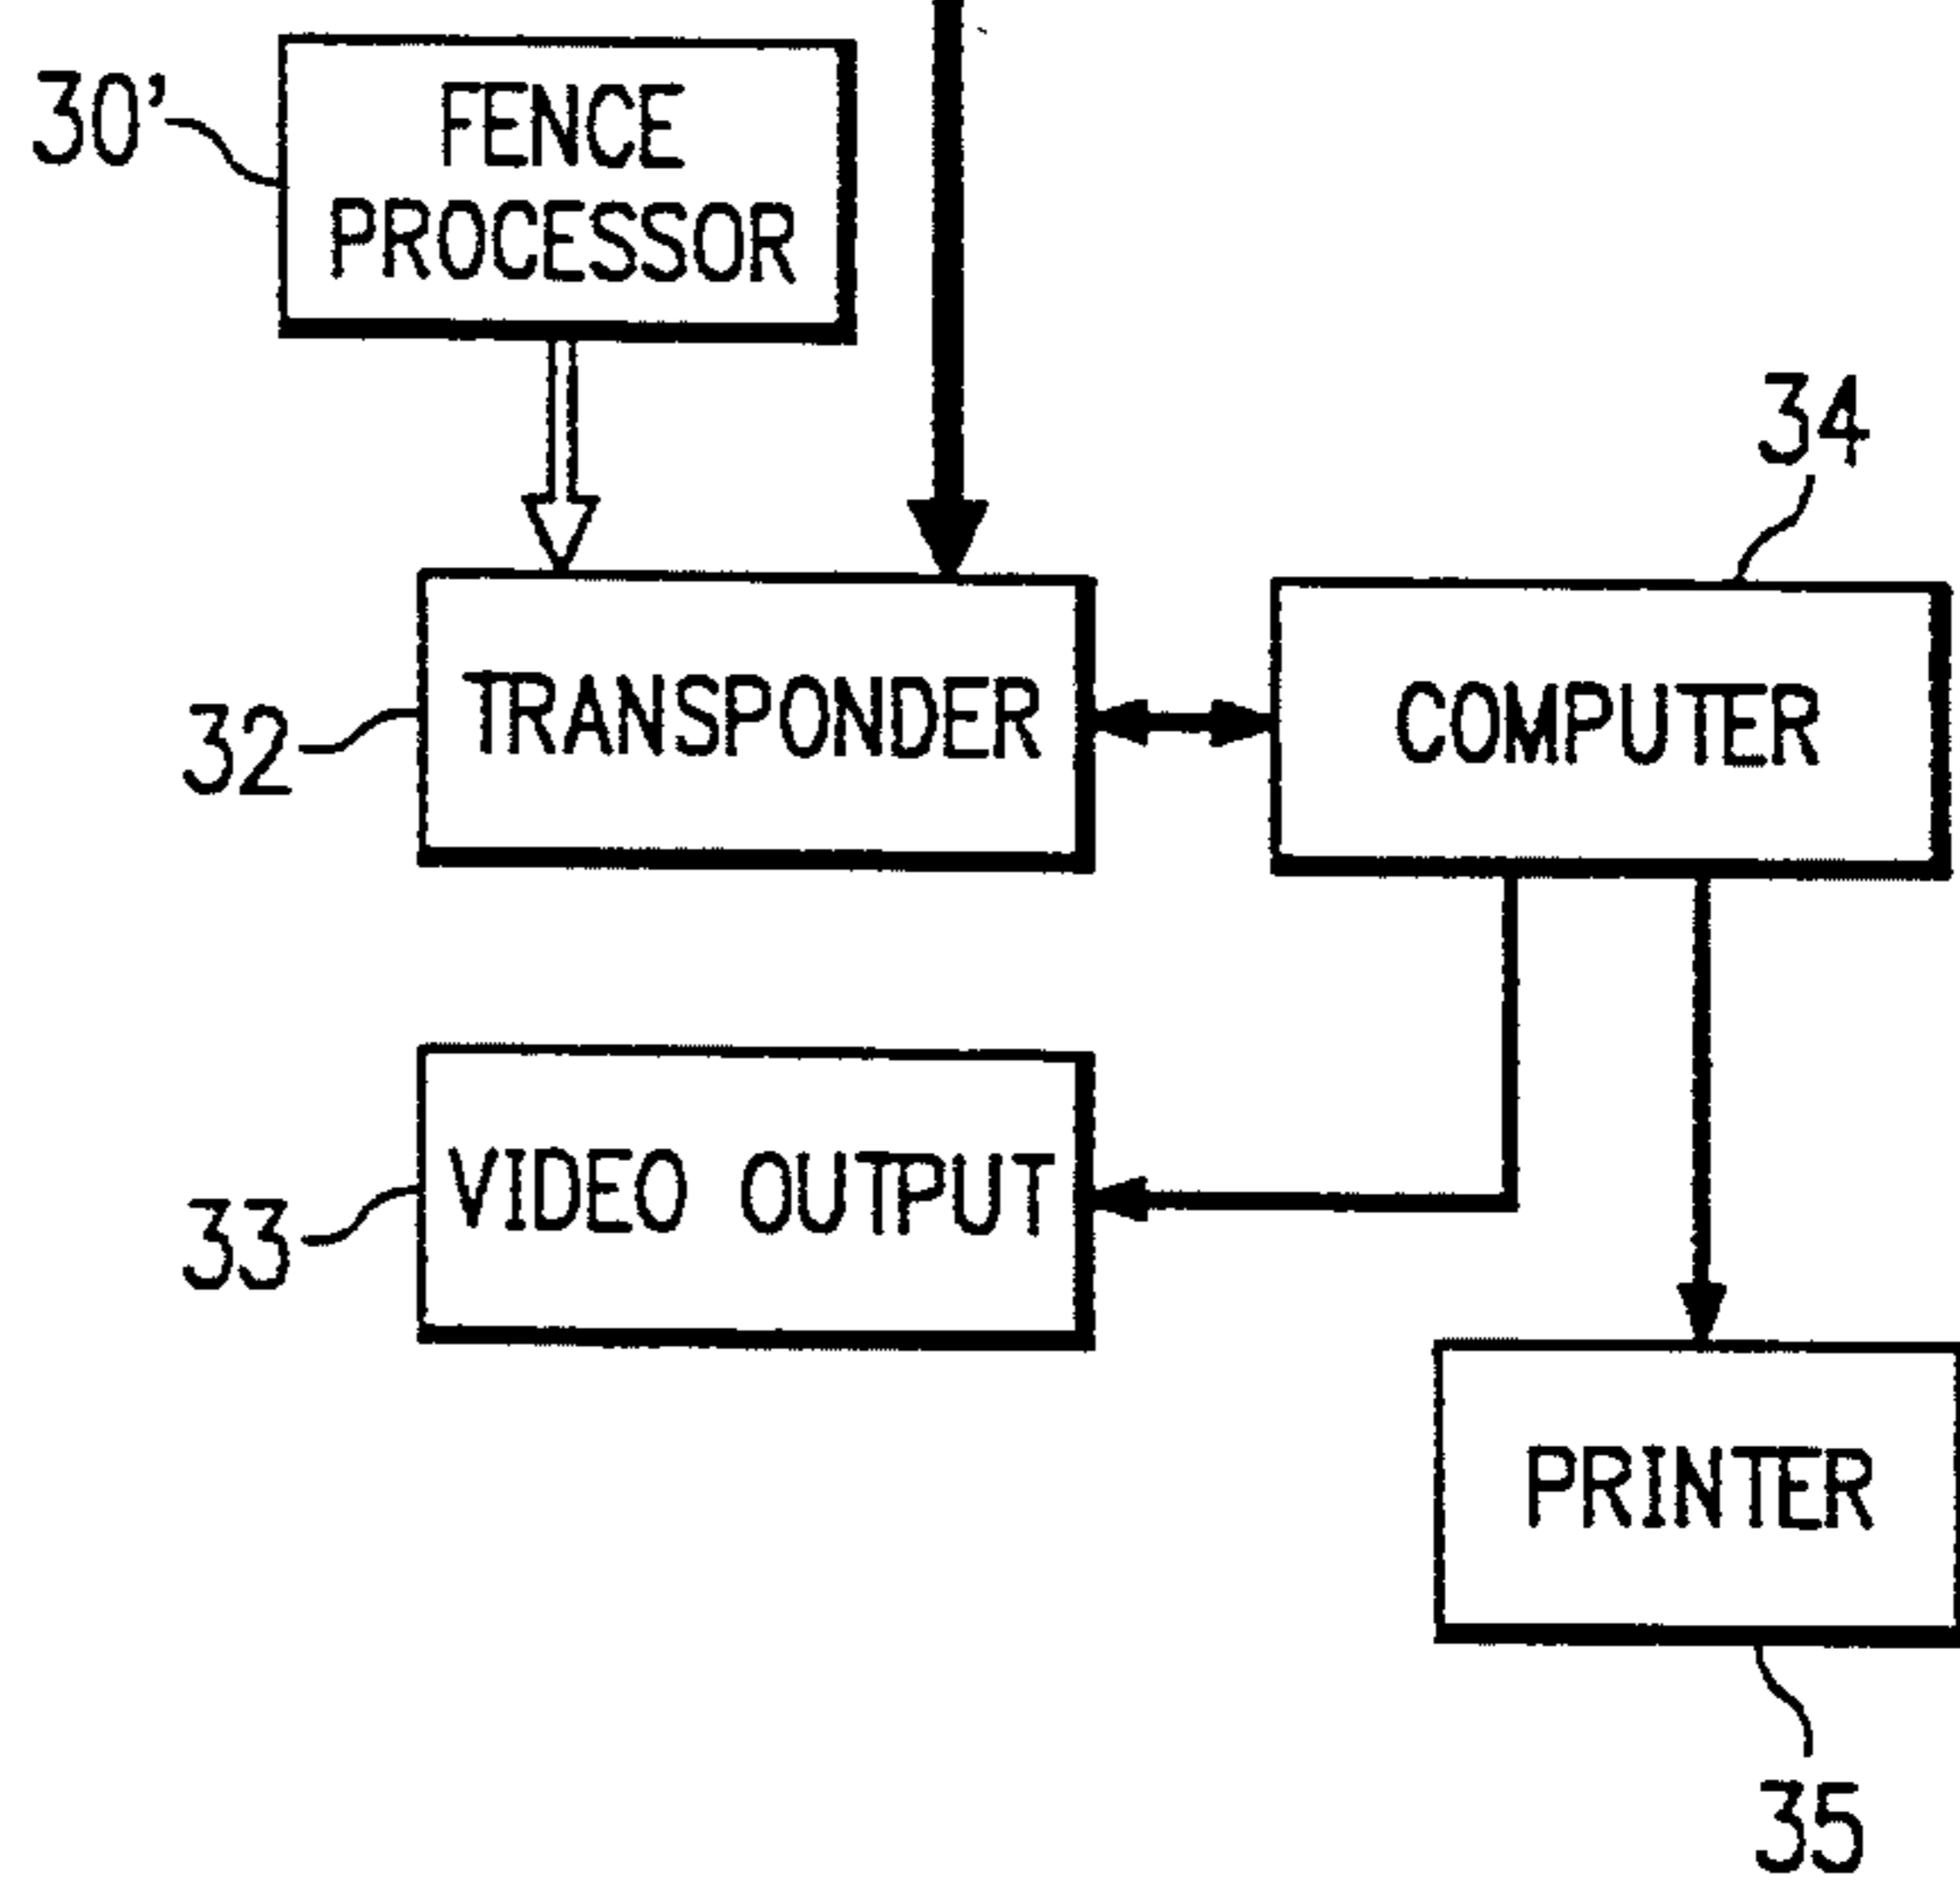 30'
FENCE
PROCESSOR
34
32
TRANSPONDER
COMPUTER
33
VIDEO OUTPUT
PRINTER
35